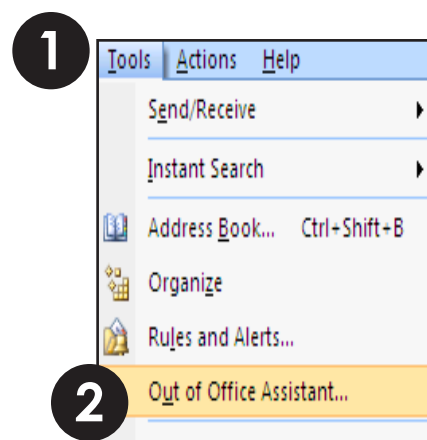 1
Tools Actions Help
Send/Receive
Instant Search
Address Book... Ctrl+Shift+B
Organize
Rules and Alerts...
2
Out of Office Assistant...